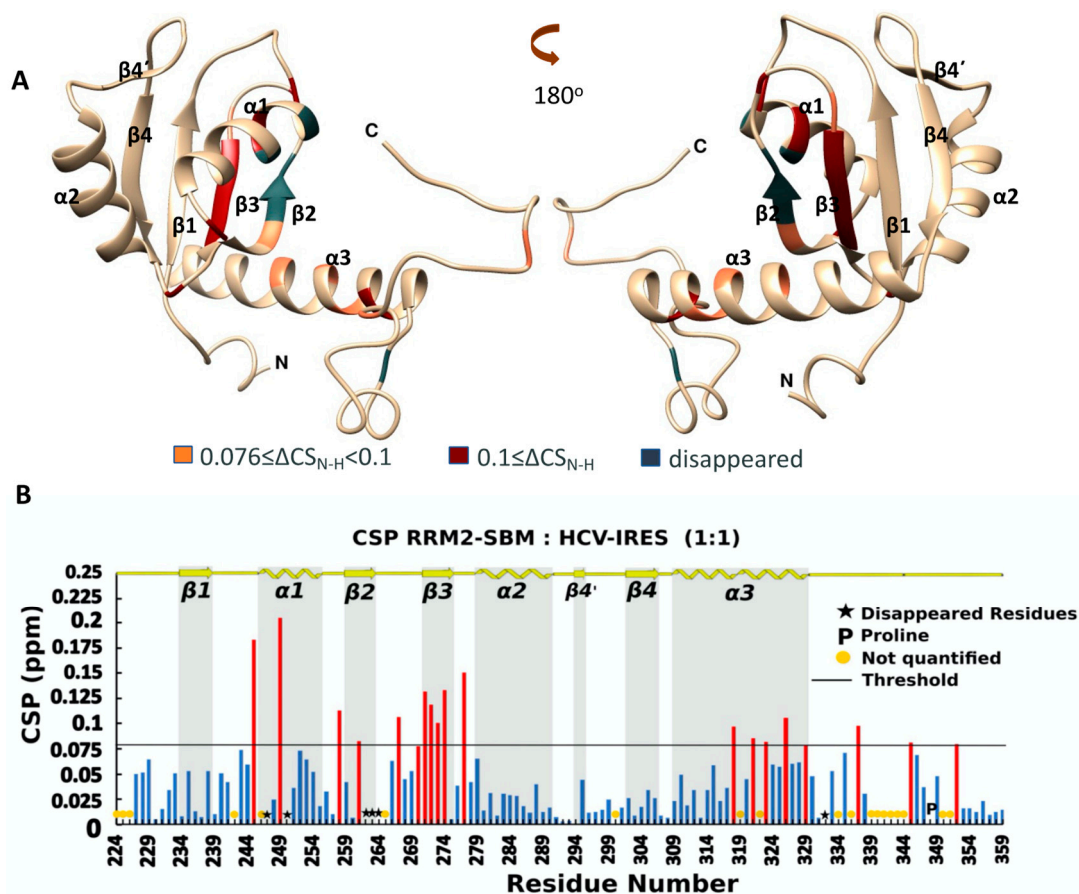 A
β4′
β4
α2
β1
β3
α1
β2
α3
C
N
180°
β4′
β4
α2
β1
α1
β3
β2
α3
C
N
0.076≤ΔCS_N-H<0.1
0.1≤ΔCS_N-H
disappeared
B
CSP RRM2-SBM : HCV-IRES (1:1)
CSP (ppm)
0.25
0.225
0.2
0.175
0.15
0.125
0.1
0.075
0.05
0.025
0
β1 α1 β2 β3 α2 β4' β4 α3
★ Disappeared Residues
P Proline
Not quantified
Threshold
P
224 229 234 239 244 249 254 259 264 269 274 279 284 289 294 299 304 309 314 319 324 329 334 339 344 349 354 359
Residue Number